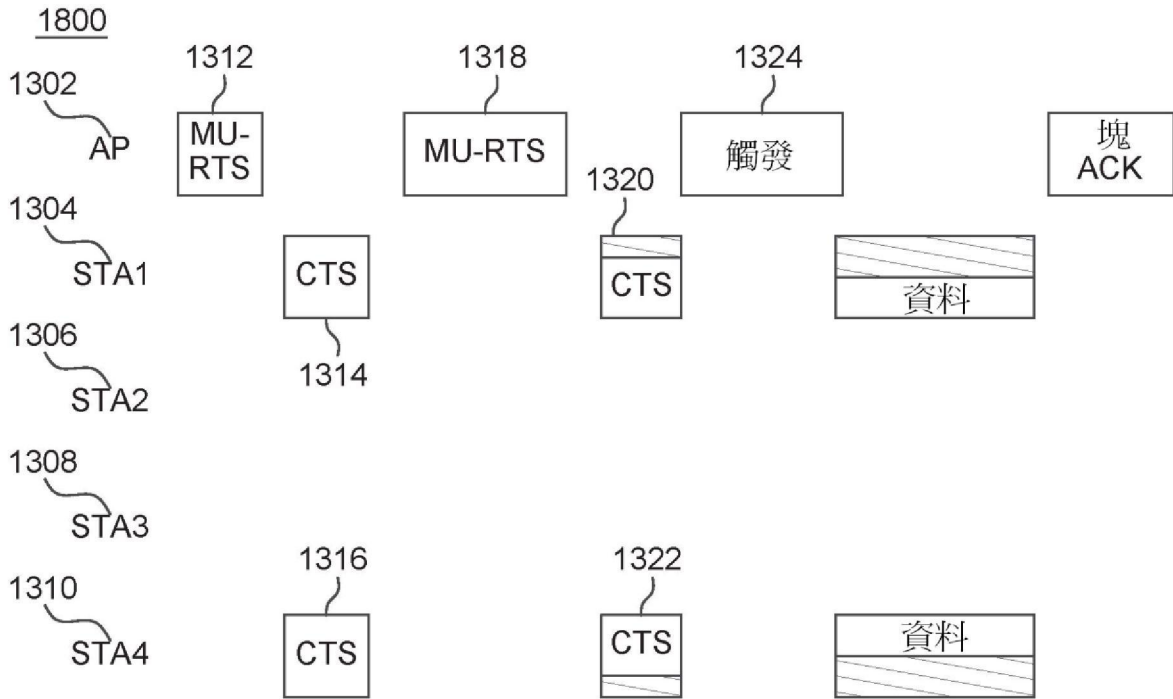 1800
1312
1318
1324
1302
AP
MU-
RTS
MU-RTS
觸發
塊
ACK
1320
1304
STA1
CTS
CTS
資料
1314
1306
STA2
1308
STA3
1316
1322
1310
STA4
CTS
CTS
資料